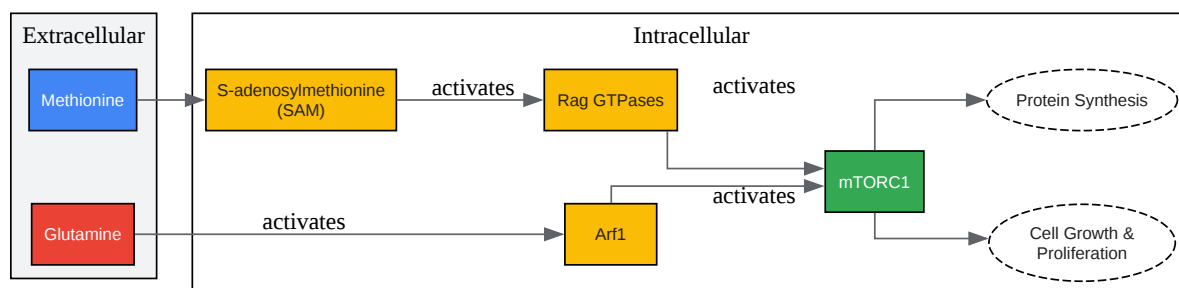 Extracellular
Intracellular
Methionine
S-adenosylmethionine
(SAM)
activates
Rag GTPases
activates
Protein Synthesis
mTORC1
activates
Glutamine
activates
Arf1
Cell Growth &
Proliferation